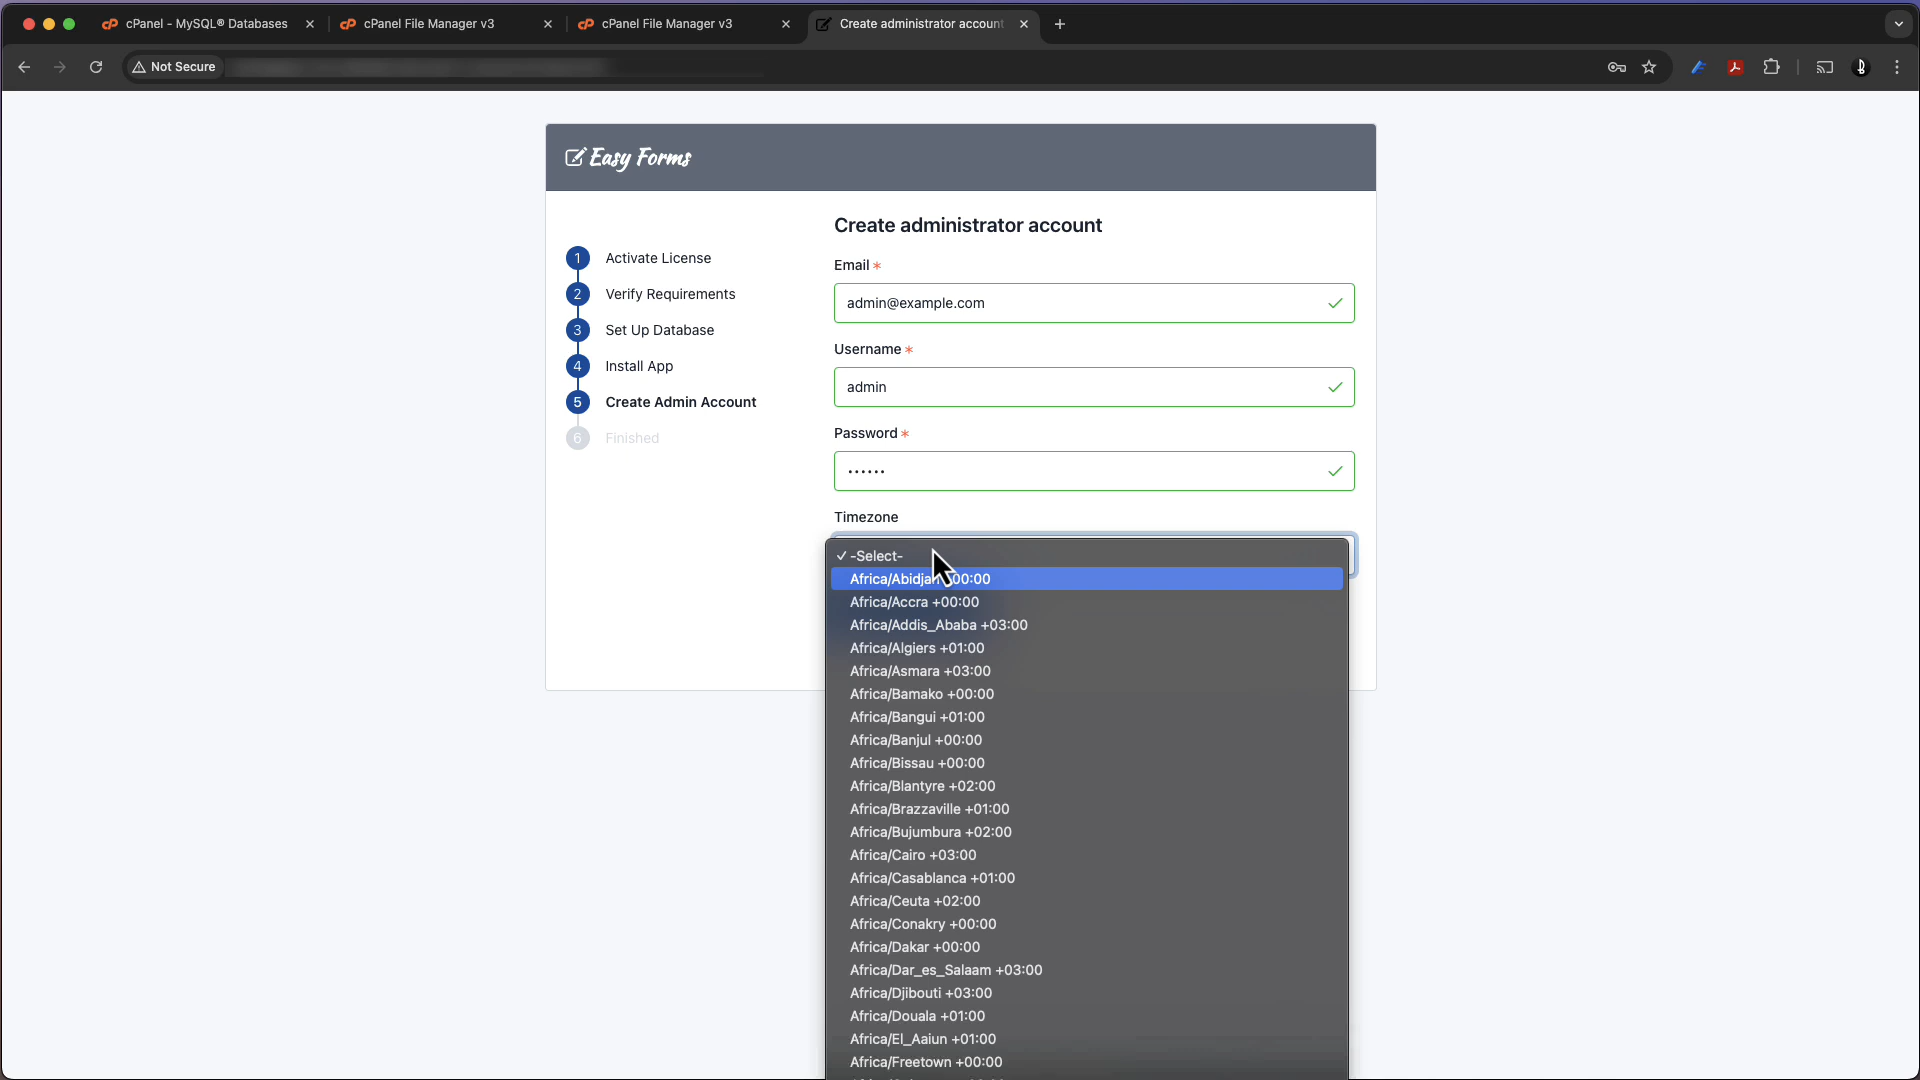 cPanel - MySQL® Databases
cPanel File Manager v3
cPanel File Manager v3
Create administrator account
Not Secure
Easy Forms
1 Activate License
2 Verify Requirements
3 Set Up Database
4 Install App
5 Create Admin Account
6 Finished
Create administrator account
Email *
admin@example.com
Username *
admin
Password *
••••••
Timezone
✓ -Select-
Africa/Abidjan +00:00
Africa/Accra +00:00
Africa/Addis_Ababa +03:00
Africa/Algiers +01:00
Africa/Asmara +03:00
Africa/Bamako +00:00
Africa/Bangui +01:00
Africa/Banjul +00:00
Africa/Bissau +00:00
Africa/Blantyre +02:00
Africa/Brazzaville +01:00
Africa/Bujumbura +02:00
Africa/Cairo +03:00
Africa/Casablanca +01:00
Africa/Ceuta +02:00
Africa/Conakry +00:00
Africa/Dakar +00:00
Africa/Dar_es_Salaam +03:00
Africa/Djibouti +03:00
Africa/Douala +01:00
Africa/El_Aaiun +01:00
Africa/Freetown +00:00